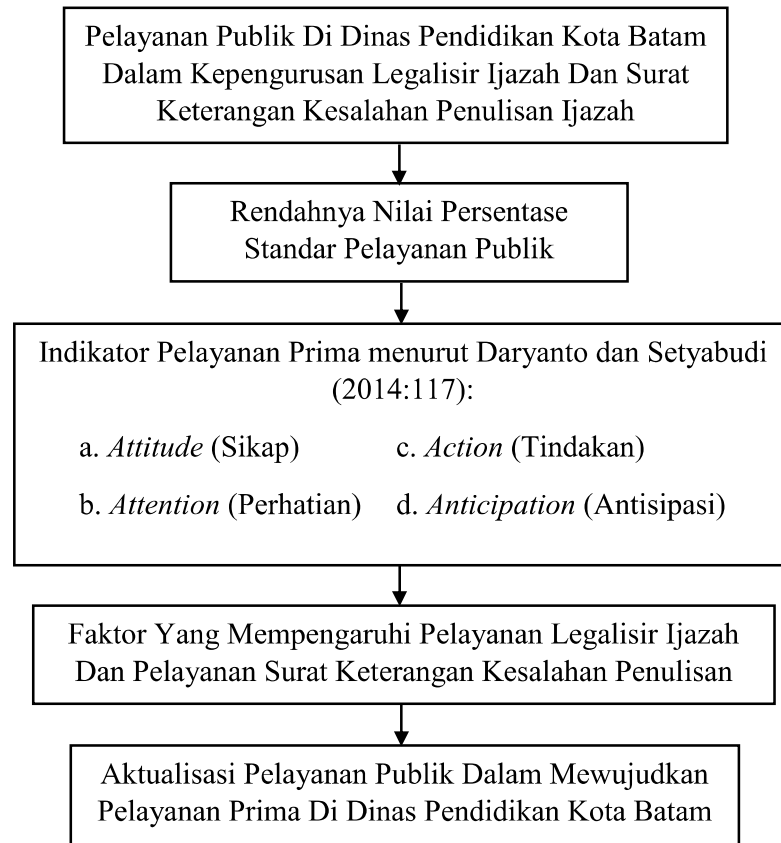 Pelayanan Publik Di Dinas Pendidikan Kota Batam
Dalam Kepengurusan Legalisir Ijazah Dan Surat
Keterangan Kesalahan Penulisan Ijazah
Rendahnya Nilai Persentase
Standar Pelayanan Publik
Indikator Pelayanan Prima menurut Daryanto dan Setyabudi
(2014:117):
a. Attitude (Sikap)
b. Attention (Perhatian)
c. Action (Tindakan)
d. Anticipation (Antisipasi)
Faktor Yang Mempengaruhi Pelayanan Legalisir Ijazah
Dan Pelayanan Surat Keterangan Kesalahan Penulisan
Aktualisasi Pelayanan Publik Dalam Mewujudkan
Pelayanan Prima Di Dinas Pendidikan Kota Batam